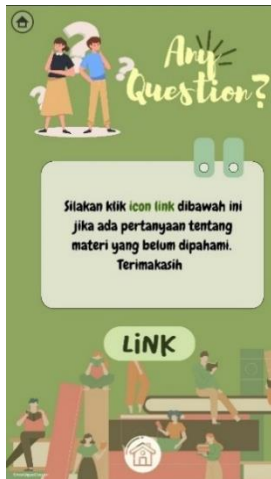 Any
Question?
Silakan klik icon link dibawah ini
jika ada pertanyaan tentang
materi yang belum dipahami.
Terimakasih
LiNK